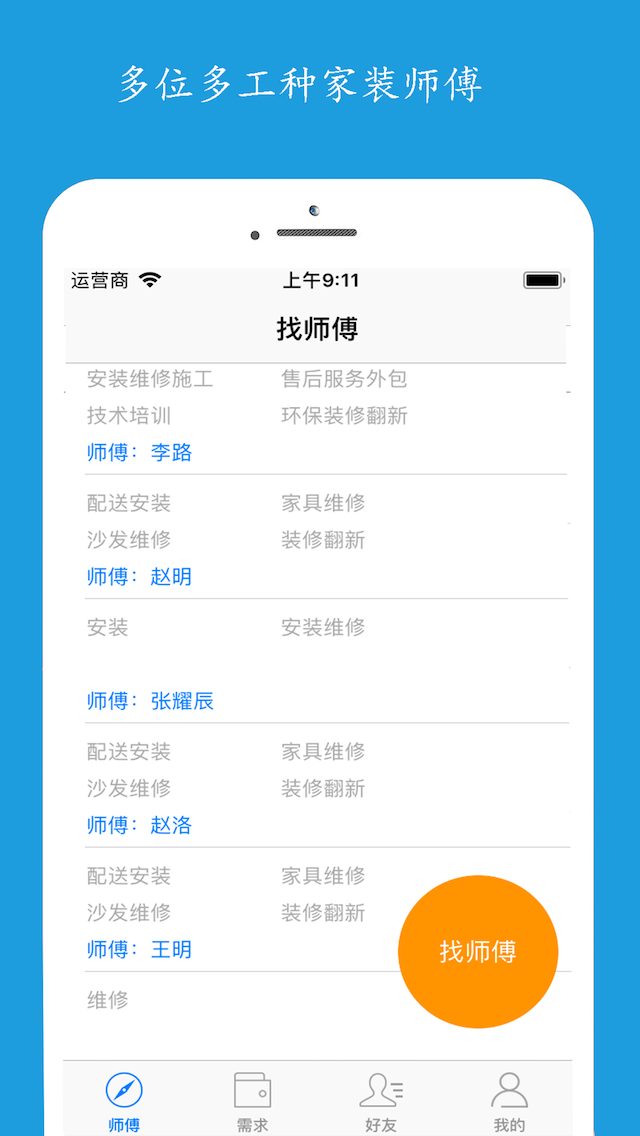 多位多工种家装师傅
运营商 上午9:11
找师傅
安装维修施工 售后服务外包
技术培训 环保装修翻新
师傅：李路
配送安装 家具维修
沙发维修 装修翻新
师傅：赵明
安装 安装维修
师傅：张耀辰
配送安装 家具维修
沙发维修 装修翻新
师傅：赵洛
配送安装 家具维修
沙发维修 装修翻新
师傅：王明
找师傅
维修
师傅 需求 好友 我的